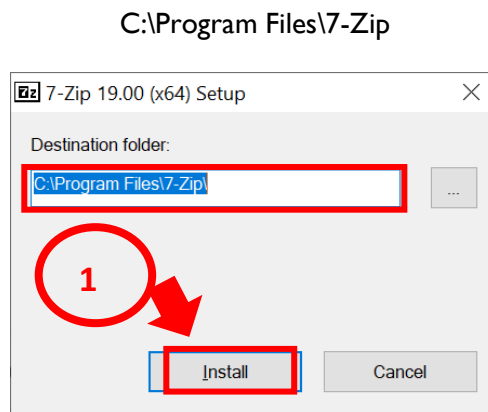 C:\Program Files\7-Zip
7z 7-Zip 19.00 (x64) Setup
Destination folder:
C:\Program Files\7-Zip\
...
1
Install
Cancel